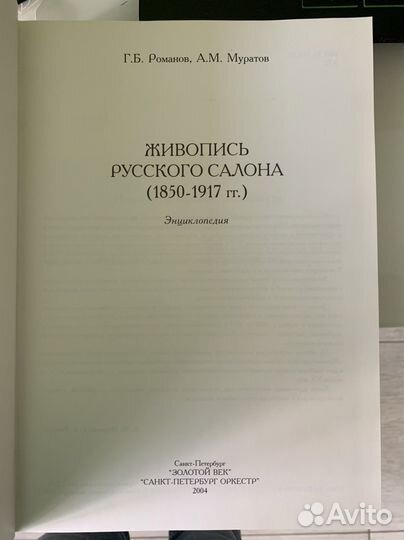 Г.Б. Романов, А.М. Муратов
ЖИВОПИСЬ
РУССКОГО САЛОНА
(1850-1917 гг.)
Энциклопедия
Санкт-Петербург
"ЗОЛОТОЙ ВЕК"
"САНКТ-ПЕТЕРБУРГ ОРКЕСТР"
2004
Avito